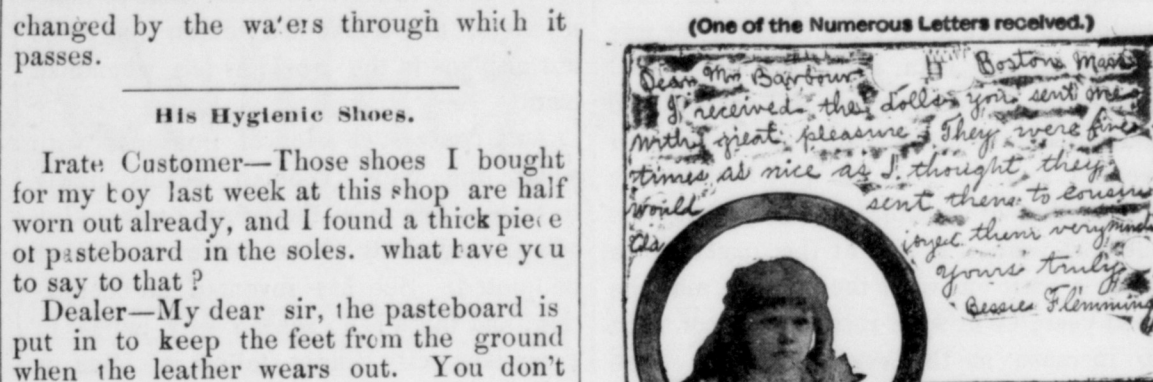 changed by the waters through which it
passes.
His Hygienic Shoes.
Irate Customer—Those shoes I bought
for my boy last week at this shop are half
worn out already, and I found a thick piece
of pasteboard in the soles. what have you
to say to that ?
Dealer—My dear sir, the pasteboard is
put in to keep the feet from the ground
when the leather wears out. You don't
(One of the Numerous Letters received.)
Boston Mass
Dear Mrs Barbour
I received the dolls you sent me
with great pleasure They were five
times as nice as I thought they
would sent them to cousin
joyed them very much
yours truly
Bessie Flemming